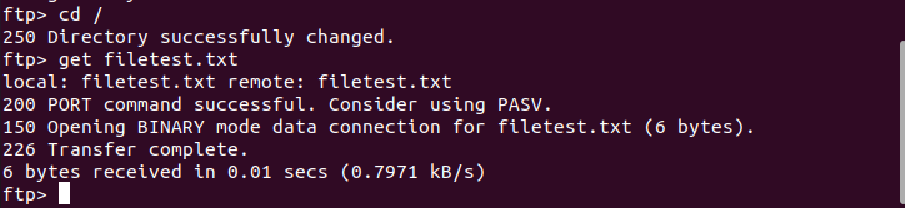 ftp> cd /
250 Directory successfully changed.
ftp> get filetest.txt
local: filetest.txt remote: filetest.txt
200 PORT command successful. Consider using PASV.
150 Opening BINARY mode data connection for filetest.txt (6 bytes).
226 Transfer complete.
6 bytes received in 0.01 secs (0.7971 kB/s)
ftp>